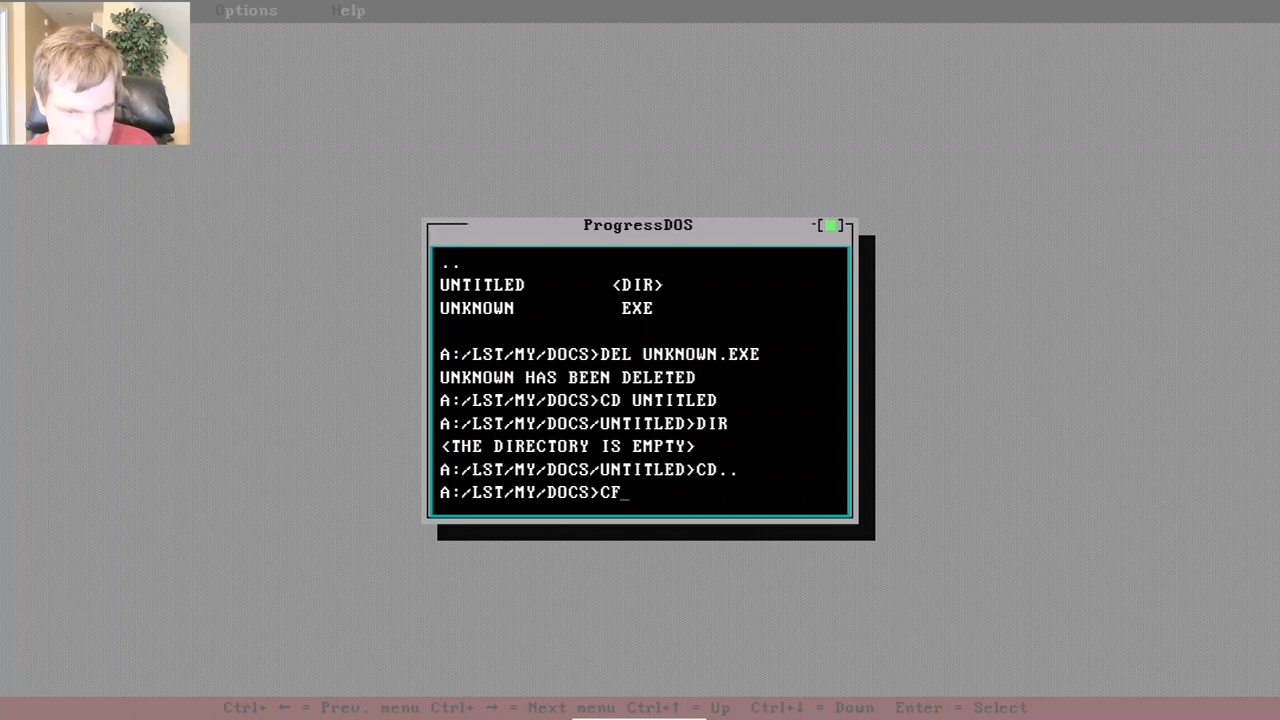 Options Help
ProgressDOS
-[■]
..
UNTITLED <DIR>
UNKNOWN EXE
A:/LST/MY/DOCS>DEL UNKNOWN.EXE
UNKNOWN HAS BEEN DELETED
A:/LST/MY/DOCS>CD UNTITLED
A:/LST/MY/DOCS/UNTITLED>DIR
<THE DIRECTORY IS EMPTY>
A:/LST/MY/DOCS/UNTITLED>CD..
A:/LST/MY/DOCS>CF_
Ctrl+ ← = Prev. menu Ctrl+ → = Next menu Ctrl+↑ = Up Ctrl+↓ = Down Enter = Select